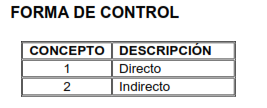 FORMA DE CONTROL
CONCEPTO DESCRIPCIÓN
1 Directo
2 Indirecto